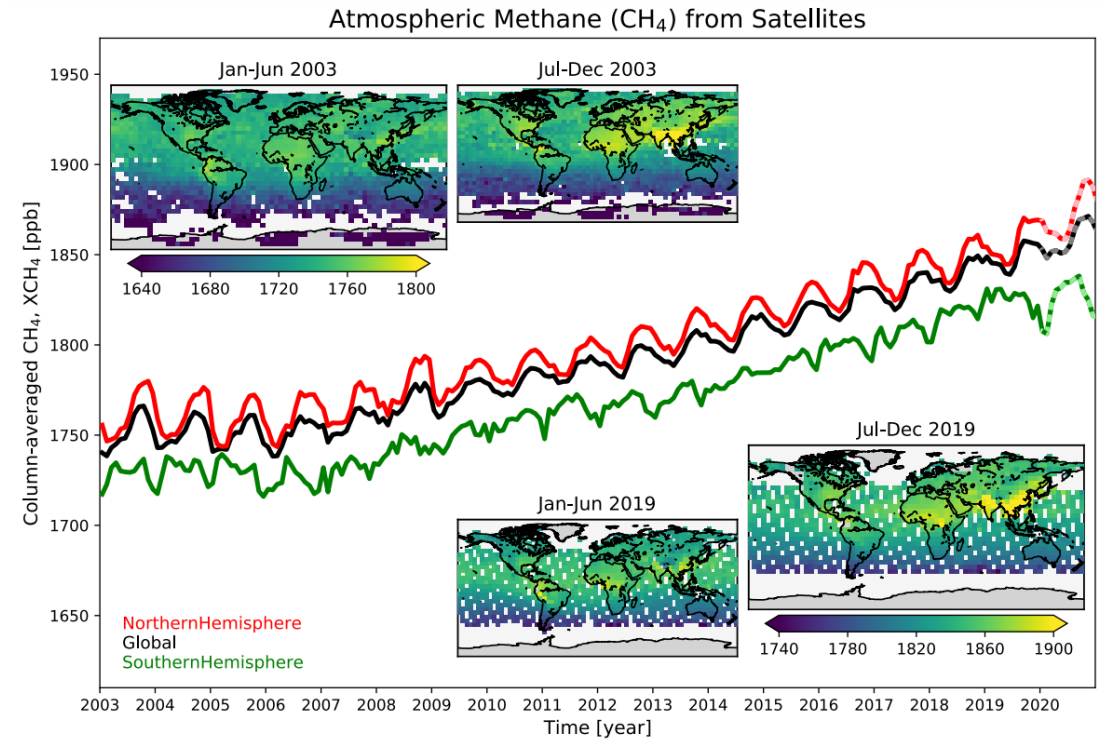 Atmospheric Methane (CH₄) from Satellites
Column-averaged CH₄, XCH₄ [ppb]
1950
1900
1850
1800
1750
1700
1650
Jan-Jun 2003
Jul-Dec 2003
1640 1680 1720 1760 1800
Jul-Dec 2019
Jan-Jun 2019
1740 1780 1820 1860 1900
NorthernHemisphere
Global
SouthernHemisphere
2003 2004 2005 2006 2007 2008 2009 2010 2011 2012 2013 2014 2015 2016 2017 2018 2019 2020
Time [year]